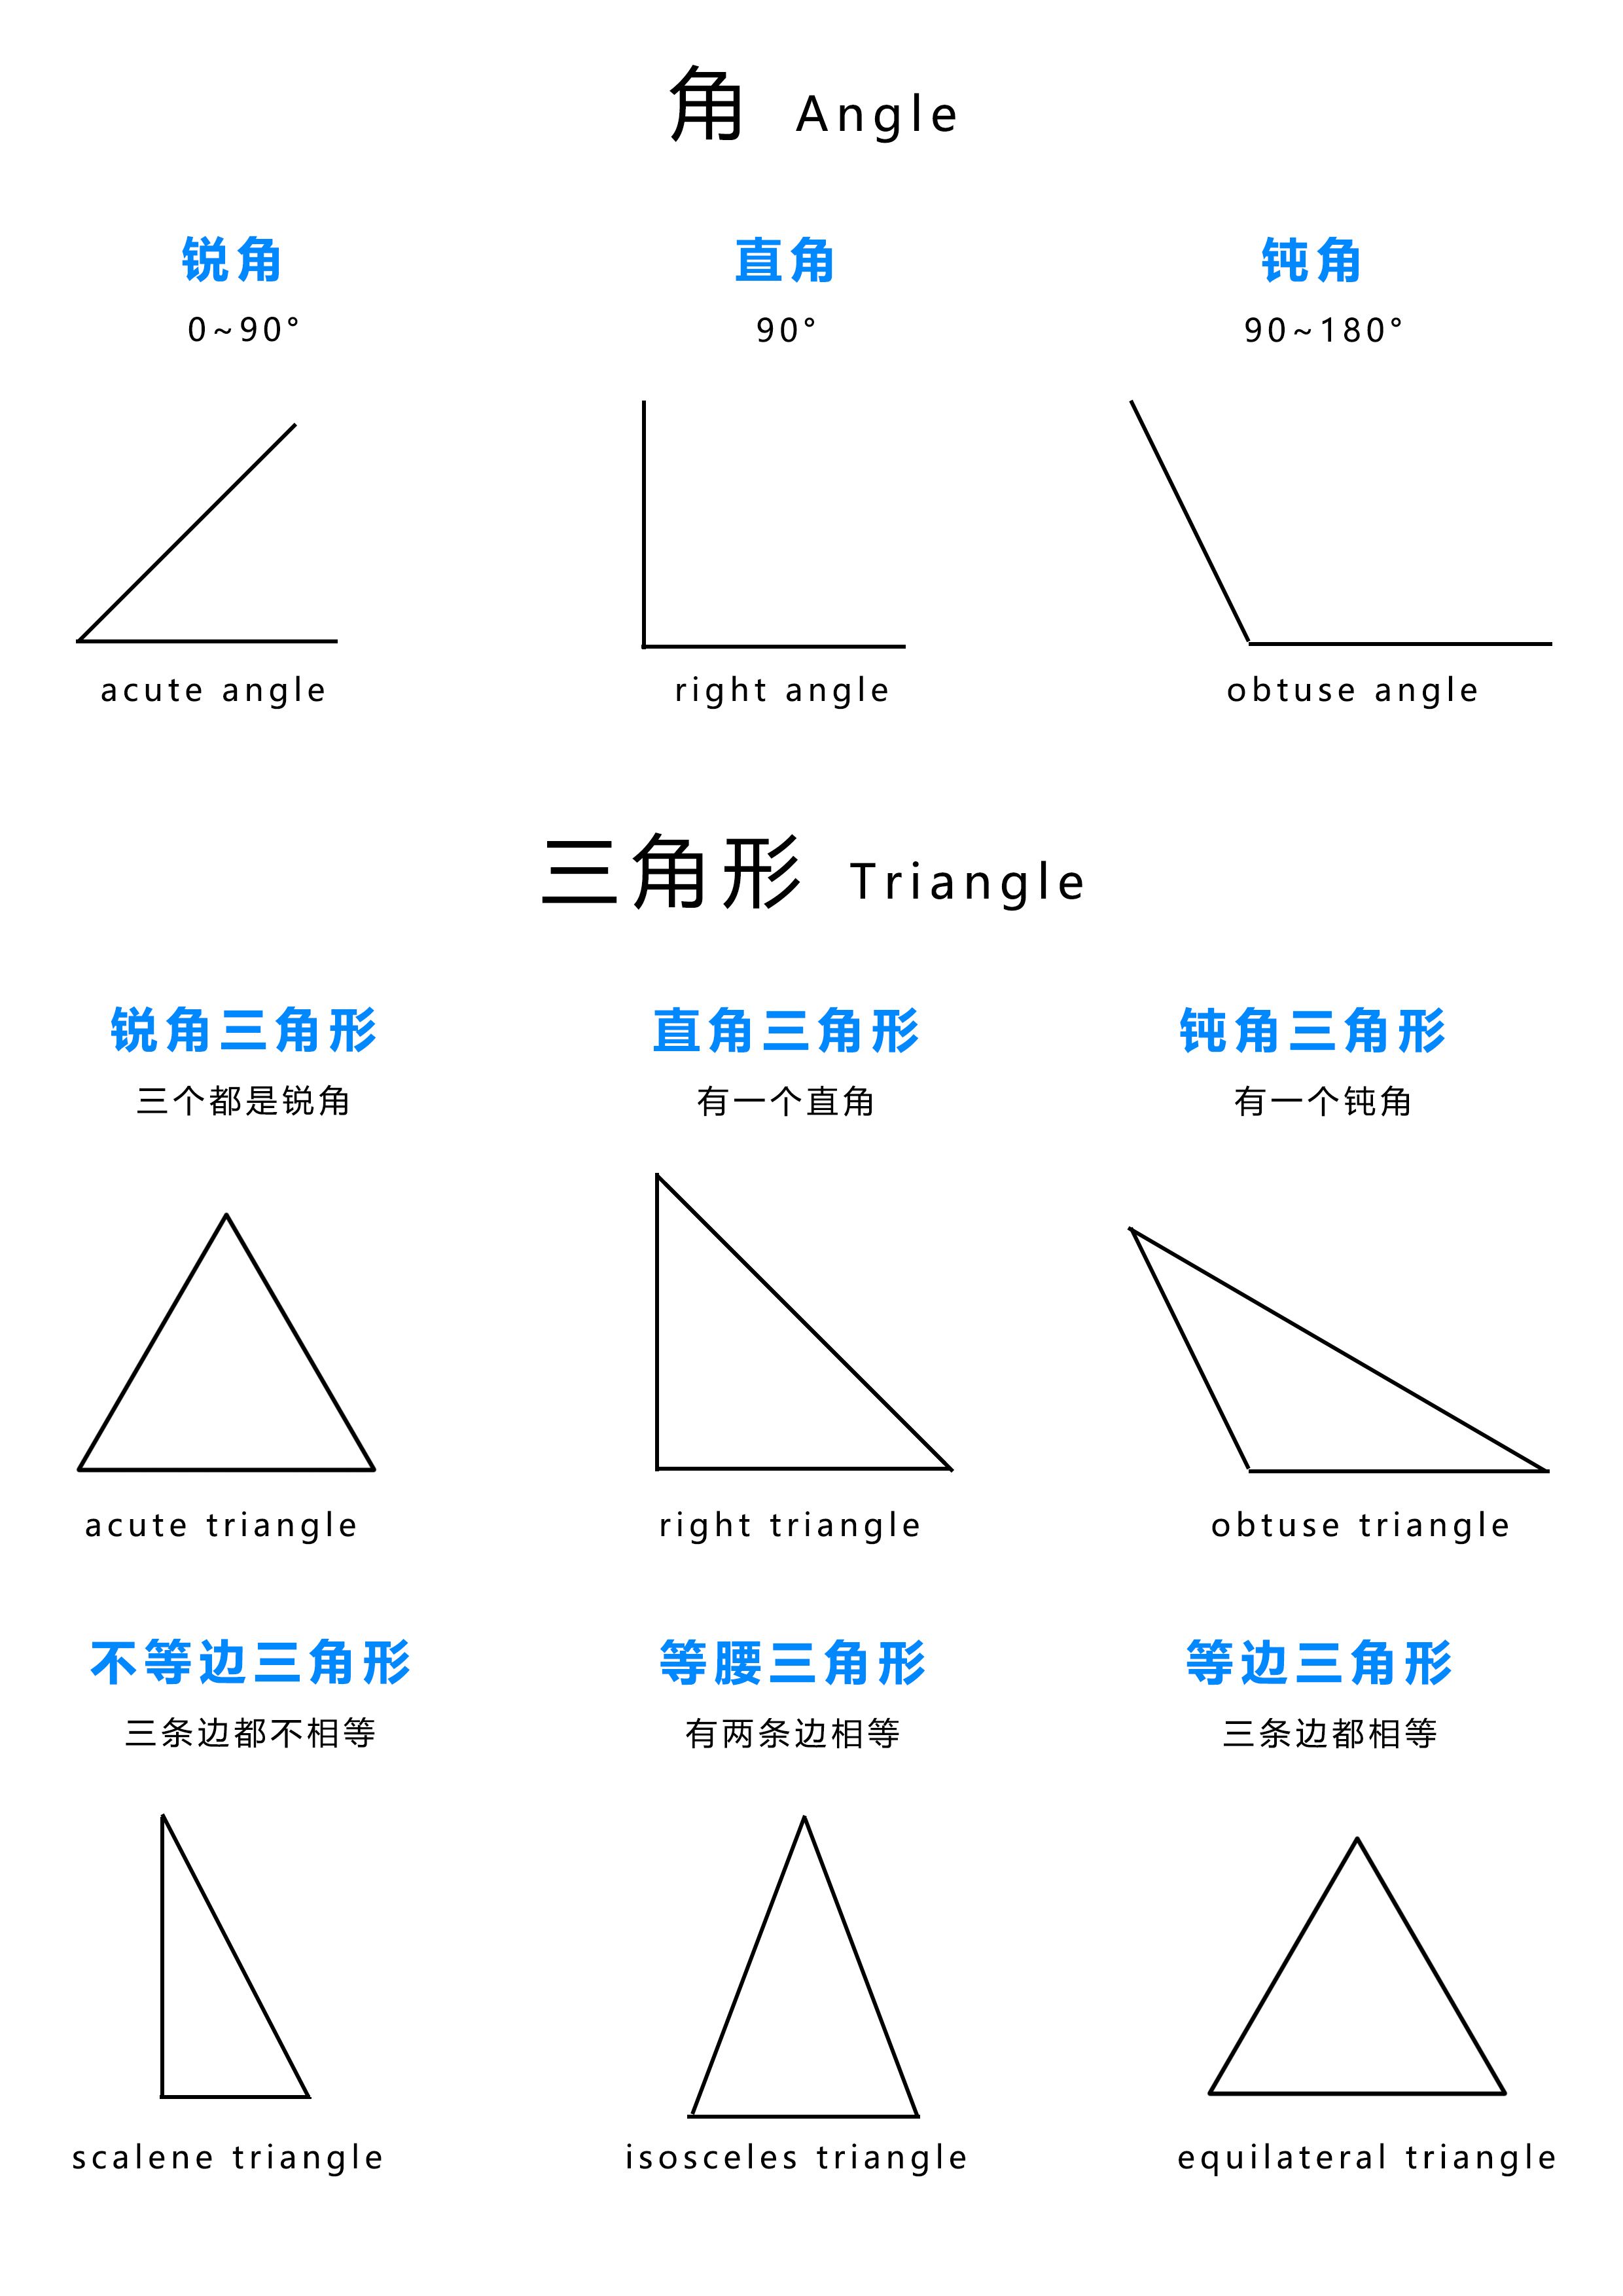 角 Angle
锐角 直角 钝角
0~90° 90° 90~180°
acute angle right angle obtuse angle
三角形 Triangle
锐角三角形 直角三角形 钝角三角形
三个都是锐角 有一个直角 有一个钝角
acute triangle right triangle obtuse triangle
不等边三角形 等腰三角形 等边三角形
三条边都不相等 有两条边相等 三条边都相等
scalene triangle isosceles triangle equilateral triangle